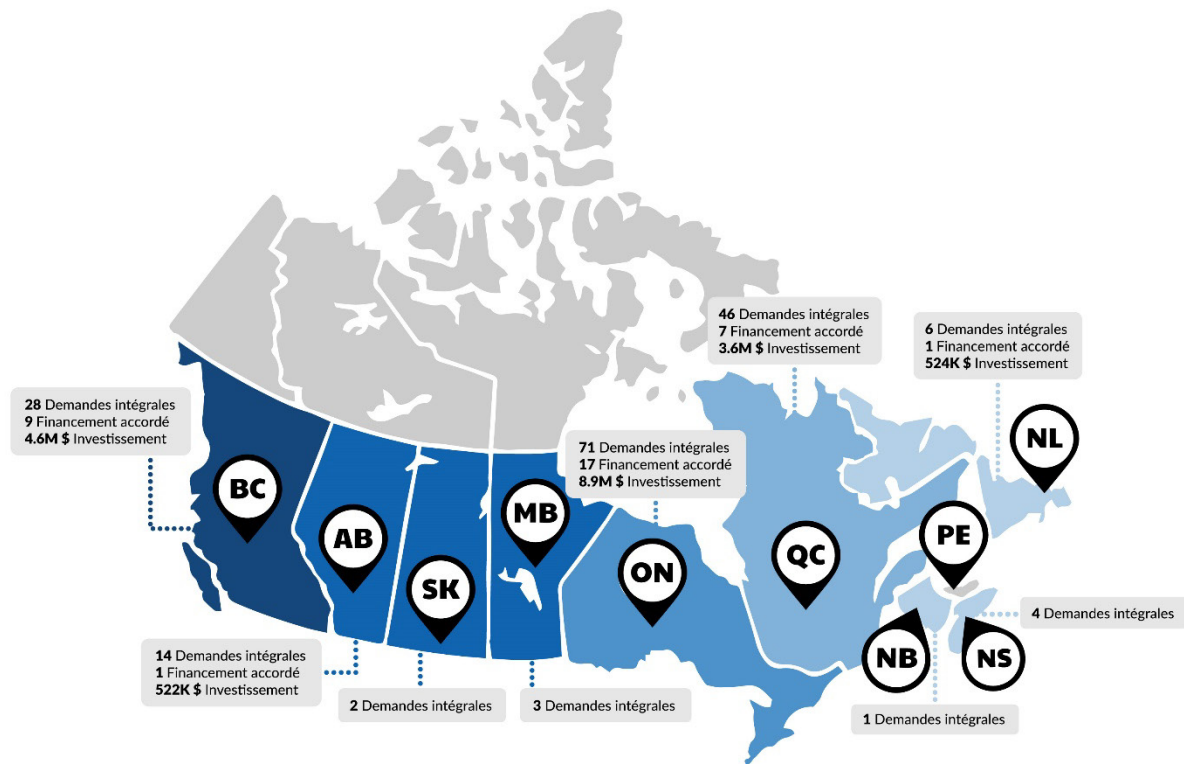 46 Demandes intégrales
7 Financement accordé
3.6M $ Investissement
6 Demandes intégrales
1 Financement accordé
524K $ Investissement
28 Demandes intégrales
9 Financement accordé
4.6M $ Investissement
71 Demandes intégrales
17 Financement accordé
8.9M $ Investissement
NL
BC
MB
AB
PE
QC
ON
SK
4 Demandes intégrales
NB
NS
14 Demandes intégrales
1 Financement accordé
522K $ Investissement
2 Demandes intégrales
3 Demandes intégrales
1 Demandes intégrales